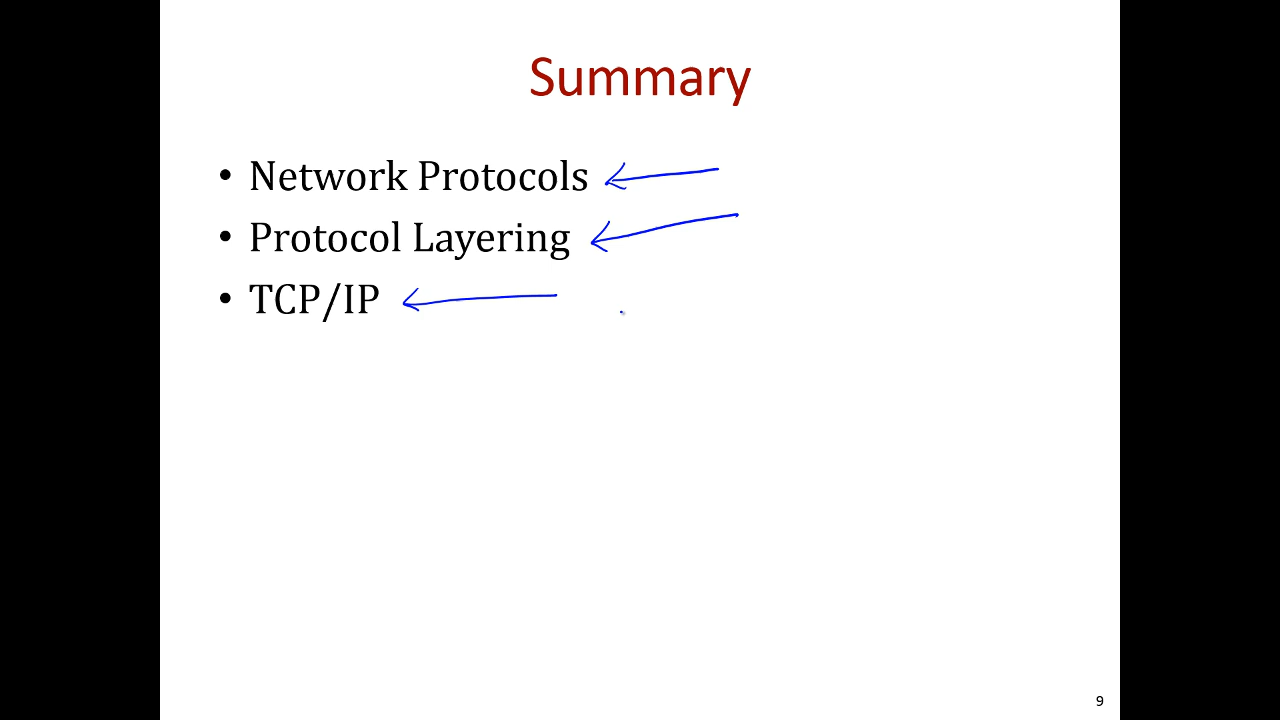 Summary
• Network Protocols
• Protocol Layering
• TCP/IP
9